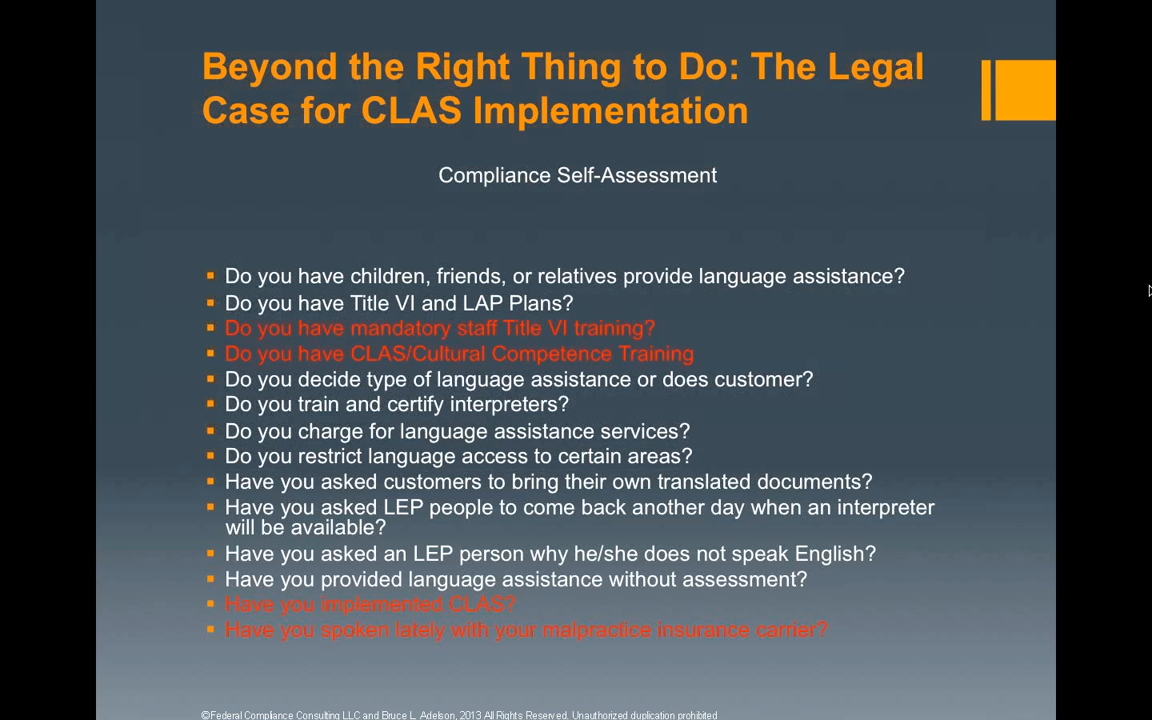 Beyond the Right Thing to Do: The Legal
Case for CLAS Implementation
Compliance Self-Assessment
Do you have children, friends, or relatives provide language assistance?
Do you have Title VI and LAP Plans?
Do you have mandatory staff Title VI training?
Do you have CLAS/Cultural Competence Training
Do you decide type of language assistance or does customer?
Do you train and certify interpreters?
Do you charge for language assistance services?
Do you restrict language access to certain areas?
Have you asked customers to bring their own translated documents?
Have you asked LEP people to come back another day when an interpreter
will be available?
Have you asked an LEP person why he/she does not speak English?
Have you provided language assistance without assessment?
Have you implemented CLAS?
Have you spoken lately with your malpractice insurance carrier?
©Federal Compliance Consulting LLC and Bruce L. Adelson, 2013 All Rights Reserved. Unauthorized duplication prohibited